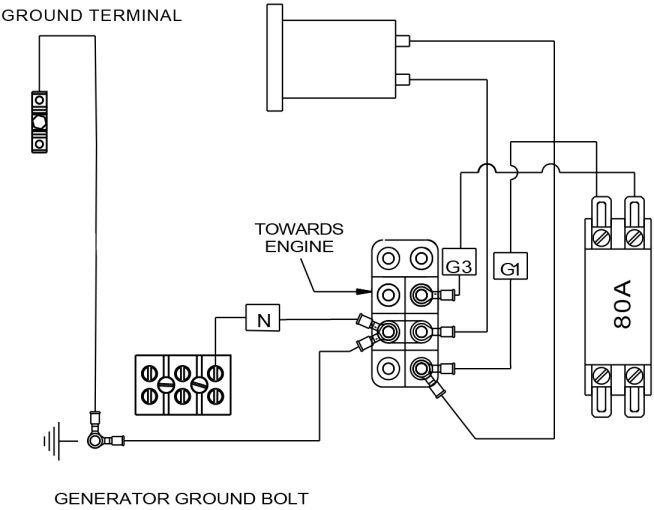 GROUND TERMINAL
TOWARDS
ENGINE
G3
G1
80A
N
GENERATOR GROUND BOLT